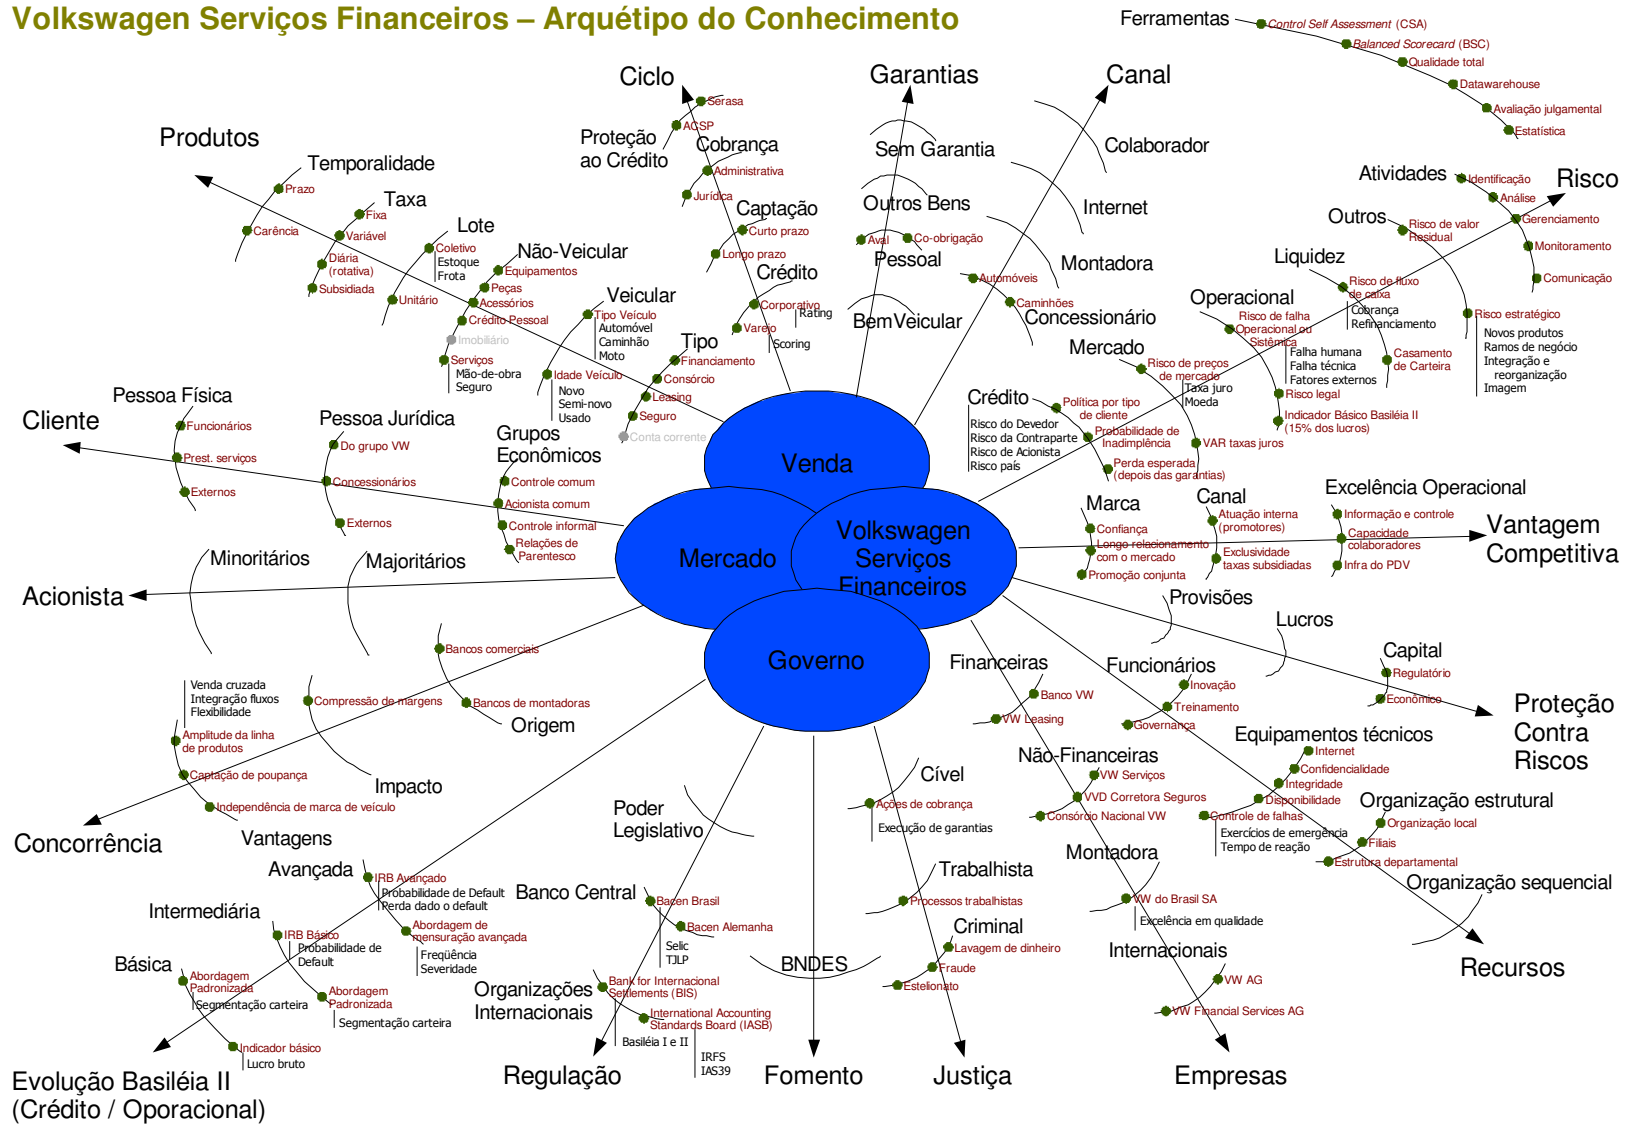 Volkswagen Serviços Financeiros – Arquétipo do Conhecimento
Ferramentas
Control Self Assessment (CSA)
Balanced Scorecard (BSC)
Qualidade total
Datawarehouse
Avaliação julgamental
Estatística
Produtos
Temporalidade
Prazo
Carência
Taxa
Fixa
Variável
Diária
(rotativa)
Subsidiada
Lote
Coletivo
Estoque
Frota
Unitário
Não-Veicular
Equipamentos
Peças
Acessórios
Crédito Pessoal
Imobiliário
Serviços
Mão-de-obra
Seguro
Veicular
Tipo Veículo
Automóvel
Caminhão
Moto
Idade Veículo
Novo
Semi-novo
Usado
Tipo
Financiamento
Consórcio
Leasing
Seguro
Conta corrente
Ciclo
Serasa
ACSP
Proteção
ao Crédito
Cobrança
Administrativa
Jurídica
Captação
Curto prazo
Longo prazo
Crédito
Corporativo
Rating
Varejo
Scoring
Garantias
Sem Garantia
Outros Bens
Aval
Co-obrigação
Pessoal
BemVeicular
Canal
Colaborador
Internet
Montadora
Automóveis
Caminhões
Concessionário
Risco
Atividades
Identificação
Análise
Gerenciamento
Monitoramento
Comunicação
Outros
Risco de valor
Residual
Risco estratégico
Novos produtos
Ramos de negócio
Integração e
reorganização
Imagem
Liquidez
Risco de fluxo
de caixa
Cobrança
Refinanciamento
Casamento
de Carteira
Operacional
Risco de falha
Operacional ou
Sistêmica
Falha humana
Falha técnica
Fatores externos
Risco legal
Indicador Básico Basiléia II
(15% dos lucros)
Mercado
Risco de preços
de mercado
Taxa juro
Moeda
VAR taxas juros
Crédito
Risco do Devedor
Risco da Contraparte
Risco de Acionista
Risco país
Política por tipo
de cliente
Probabilidade de
Inadimplência
Perda esperada
(depois das garantias)
Cliente
Pessoa Física
Funcionários
Prest. serviços
Externos
Pessoa Jurídica
Do grupo VW
Concessionários
Externos
Grupos
Econômicos
Controle comum
Acionista comum
Controle informal
Relações de
Parentesco
Venda
Mercado
Volkswagen
Serviços
Financeiros
Governo
Marca
Confiança
Longo relacionamento
com o mercado
Promoção conjunta
Canal
Atuação interna
(promotores)
Exclusividade
taxas subsidiadas
Excelência Operacional
Informação e controle
Capacidade
colaboradores
Infra do PDV
Vantagem
Competitiva
Acionista
Minoritários
Majoritários
Provisões
Lucros
Capital
Regulatório
Econômico
Proteção
Contra
Riscos
Concorrência
Venda cruzada
Integração fluxos
Flexibilidade
Amplitude da linha
de produtos
Captação de poupança
Independência de marca de veículo
Vantagens
Compressão de margens
Impacto
Bancos comerciais
Bancos de montadoras
Origem
Financeiras
Banco VW
VW Leasing
Não-Financeiras
VW Serviços
VVD Corretora Seguros
Consórcio Nacional VW
Montadora
VW do Brasil SA
Excelência em qualidade
Internacionais
VW AG
VW Financial Services AG
Empresas
Funcionários
Inovação
Treinamento
Governança
Equipamentos técnicos
Internet
Confidencialidade
Integridade
Disponibilidade
Controle de falhas
Exercícios de emergência
Tempo de reação
Organização estrutural
Organização local
Filiais
Estrutura departamental
Organização sequencial
Recursos
Avançada
IRB Avançado
Probabilidade de Default
Perda dado o default
Abordagem de
mensuração avançada
Freqüência
Severidade
Intermediária
IRB Básico
Probabilidade de
Default
Abordagem
Padronizada
Segmentação carteira
Básica
Abordagem
Padronizada
Segmentação carteira
Indicador básico
Lucro bruto
Evolução Basiléia II
(Crédito / Oporacional)
Poder
Legislativo
Banco Central
Bacen Brasil
Bacen Alemanha
Selic
TJLP
Organizações
Internacionais
Bank for Internacional
Settlements (BIS)
International Accounting
Standards Board (IASB)
Basiléia I e II
IRFS
IAS39
Regulação
BNDES
Fomento
Cível
Ações de cobrança
Execução de garantias
Trabalhista
Processos trabalhistas
Criminal
Lavagem de dinheiro
Fraude
Estelionato
Justiça